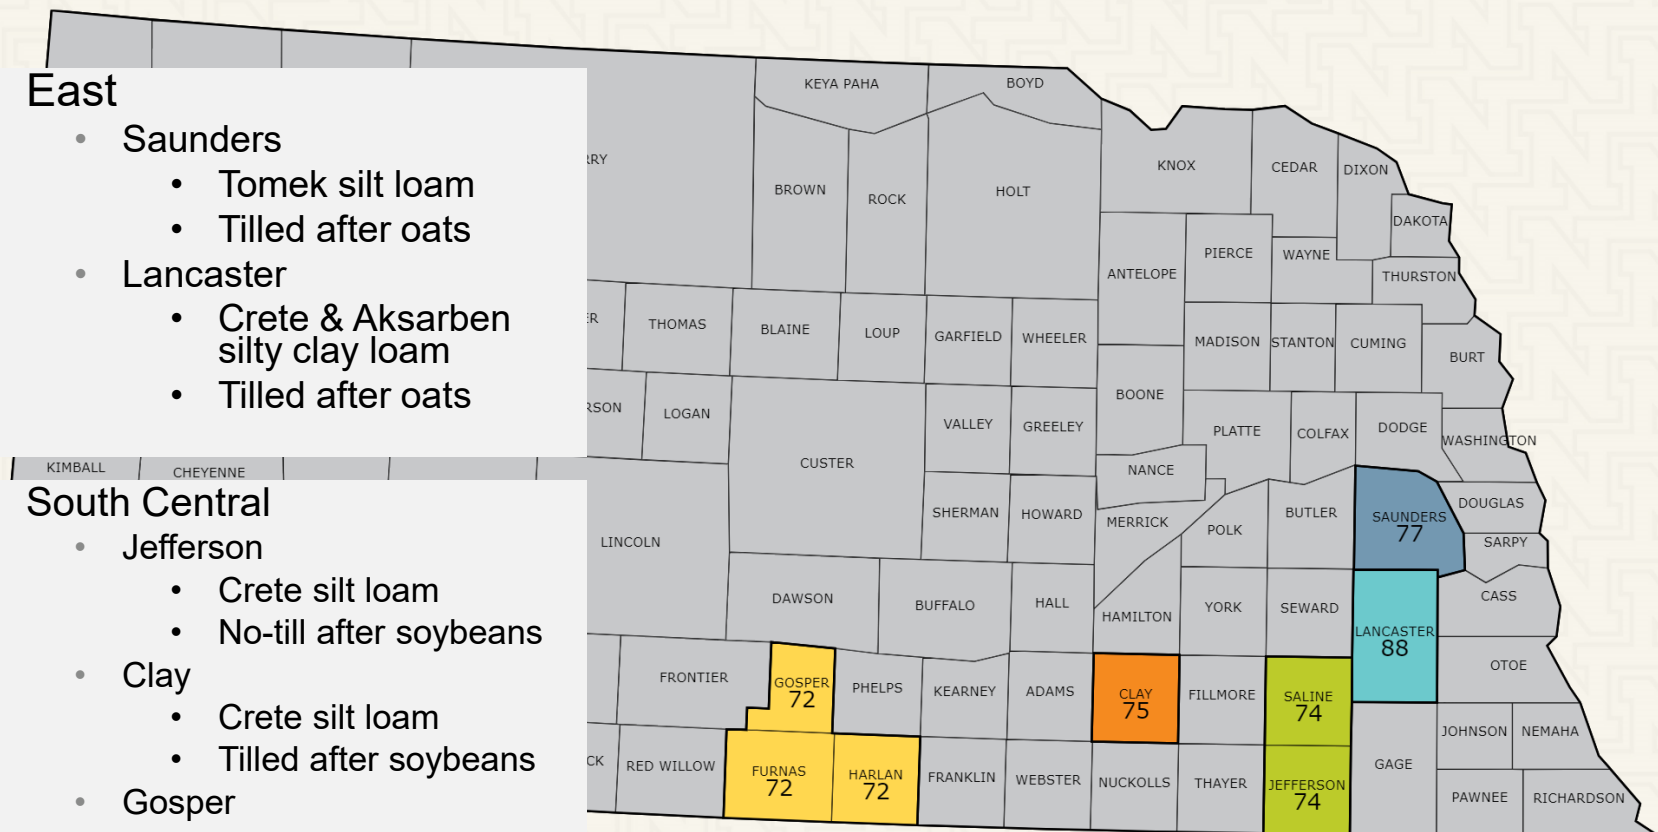 East
• Saunders
• Tomek silt loam
• Tilled after oats
• Lancaster
• Crete & Aksarben
silty clay loam
• Tilled after oats
South Central
• Jefferson
• Crete silt loam
• No-till after soybeans
• Clay
• Crete silt loam
• Tilled after soybeans
• Gosper
KEYA PAHA
BOYD
RRY
BROWN
ROCK
HOLT
KNOX
CEDAR
DIXON
DAKOTA
ANTELOPE
PIERCE
WAYNE
THURSTON
ER
THOMAS
BLAINE
LOUP
GARFIELD
WHEELER
MADISON
STANTON
CUMING
BURT
RSON
LOGAN
CUSTER
VALLEY
GREELEY
BOONE
PLATTE
COLFAX
DODGE
WASHINGTON
KIMBALL
CHEYENNE
NANCE
SHERMAN
HOWARD
MERRICK
POLK
BUTLER
SAUNDERS
77
DOUGLAS
SARPY
LINCOLN
DAWSON
BUFFALO
HALL
HAMILTON
YORK
SEWARD
LANCASTER
88
CASS
OTOE
FRONTIER
GOSPER
72
PHELPS
KEARNEY
ADAMS
CLAY
75
FILLMORE
SALINE
74
JOHNSON
NEMAHA
CK
RED WILLOW
FURNAS
72
HARLAN
72
FRANKLIN
WEBSTER
NUCKOLLS
THAYER
JEFFERSON
74
GAGE
PAWNEE
RICHARDSON